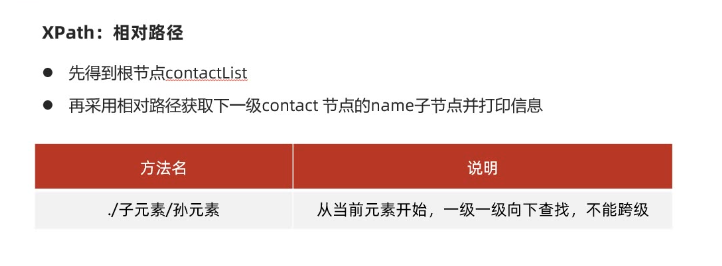 XPath：相对路径
● 先得到根节点contactList
● 再采用相对路径获取下一级contact 节点的name子节点并打印信息
方法名 说明
./子元素/孙元素 从当前元素开始，一级一级向下查找，不能跨级